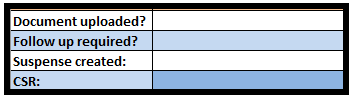 Document uploaded?
Follow up required?
Suspense created:
CSR: